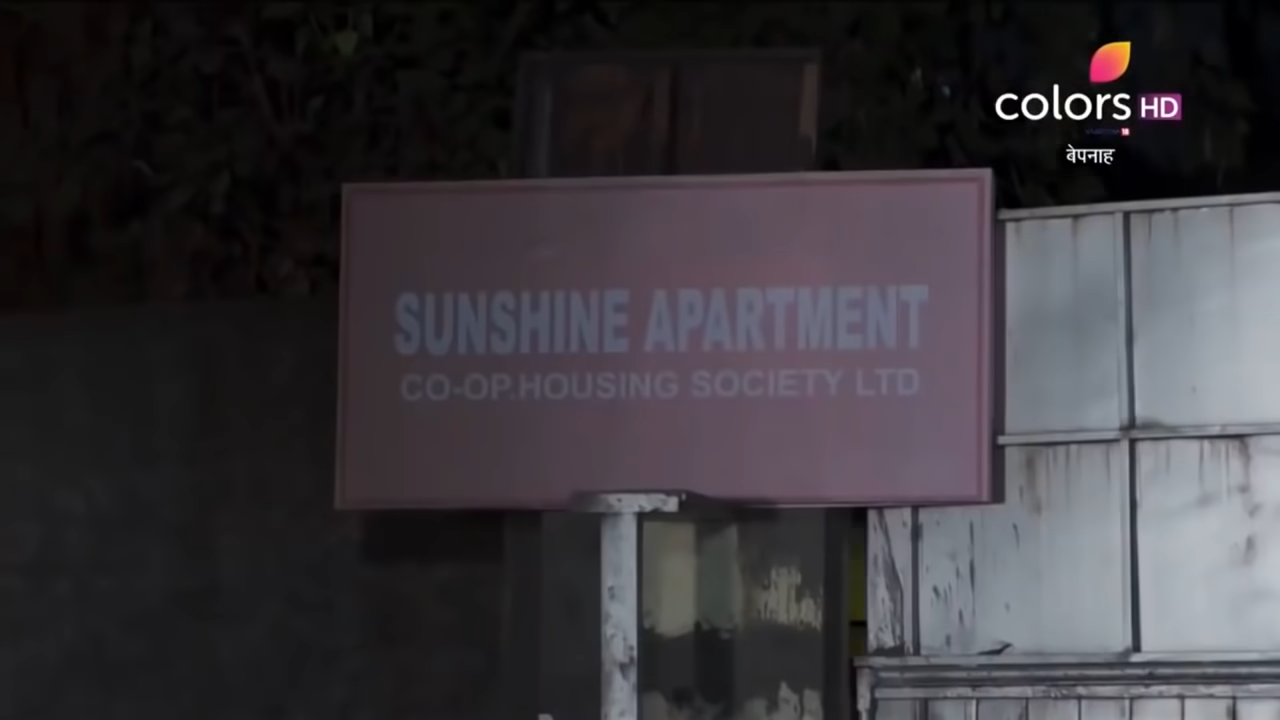 colors HD
बेपनाह
SUNSHINE APARTMENT
CO-OP.HOUSING SOCIETY LTD